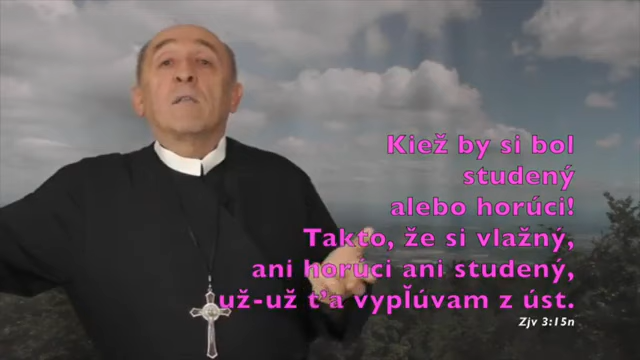 Kiež by si bol
studený
alebo horúci!
Takto, že si vlažný,
ani horúci ani studený,
už-už ťa vypĺúvam z úst.
Zjv 3:15n